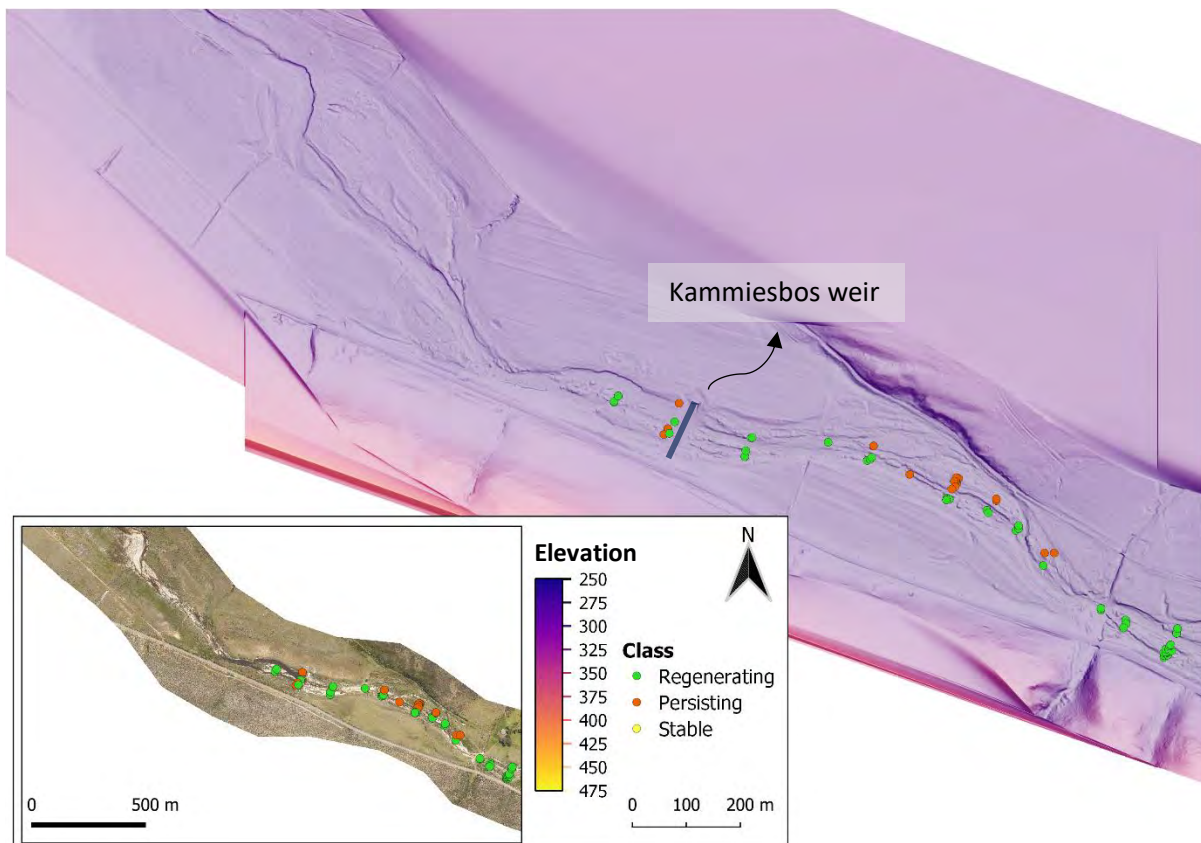 Kammiesbos weir
Elevation
250
275
300
325
350
375
400
425
450
475
N
Class
Regenerating
Persisting
Stable
0 500 m
0 100 200 m